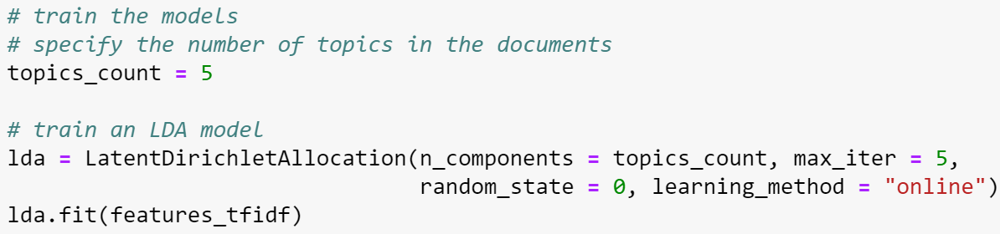 # train the models
# specify the number of topics in the documents
topics_count = 5
# train an LDA model
lda = LatentDirichletAllocation(n_components = topics_count, max_iter = 5,
random_state = 0, learning_method = "online")
lda.fit(features_tfidf)